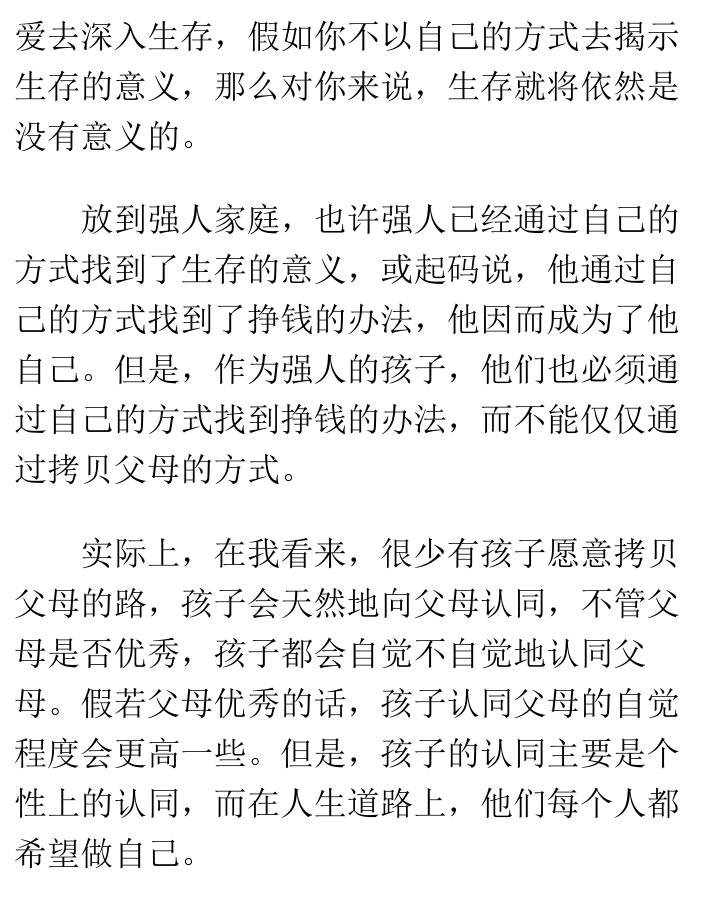 爱去深入生存，假如你不以自己的方式去揭示
生存的意义，那么对你来说，生存就将依然是
没有意义的。
放到强人家庭，也许强人已经通过自己的
方式找到了生存的意义，或起码说，他通过自
己的方式找到了挣钱的办法，他因而成为了他
自己。但是，作为强人的孩子，他们也必须通
过自己的方式找到挣钱的办法，而不能仅仅通
过拷贝父母的方式。
实际上，在我看来，很少有孩子愿意拷贝
父母的路，孩子会天然地向父母认同，不管父
母是否优秀，孩子都会自觉不自觉地认同父
母。假若父母优秀的话，孩子认同父母的自觉
程度会更高一些。但是，孩子的认同主要是个
性上的认同，而在人生道路上，他们每个人都
希望做自己。